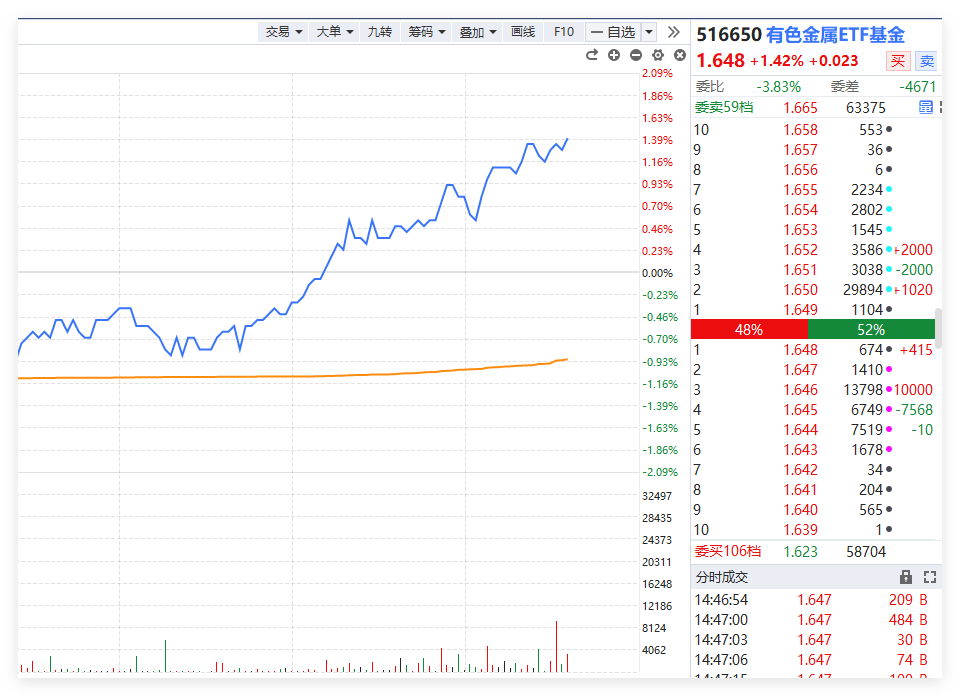 交易 大单 九转 筹码 叠加 画线 F10 一 自选
516650 有色金属ETF基金
1.648 +1.42% +0.023 买 卖
委比 -3.83% 委差 -4671
委卖59档 1.665 63375
10 1.658 553
9 1.657 36
8 1.656 6
7 1.655 2234
6 1.654 2802
5 1.653 1545
4 1.652 3586 +2000
3 1.651 3038 -2000
2 1.650 29894 +1020
1 1.649 1104
48% 52%
1 1.648 674 +415
2 1.647 1410
3 1.646 13798 10000
4 1.645 6749 -7568
5 1.644 7519 -10
6 1.643 1678
7 1.642 34
8 1.641 204
9 1.640 565
10 1.639 1
委买106档 1.623 58704
分时成交
14:46:54 1.647 209 B
14:47:00 1.647 484 B
14:47:03 1.647 30 B
14:47:06 1.647 74 B
2.09%
1.86%
1.63%
1.39%
1.16%
0.93%
0.70%
0.46%
0.23%
0.00%
-0.23%
-0.46%
-0.70%
-0.93%
-1.16%
-1.39%
-1.63%
-1.86%
-2.09%
32497
28435
24373
20311
16248
12186
8124
4062